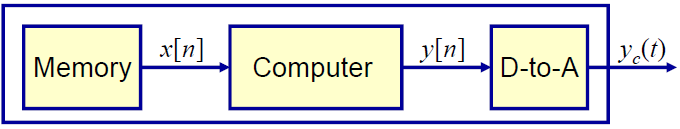 Memory x[n] Computer y[n] D-to-A y_c(t)